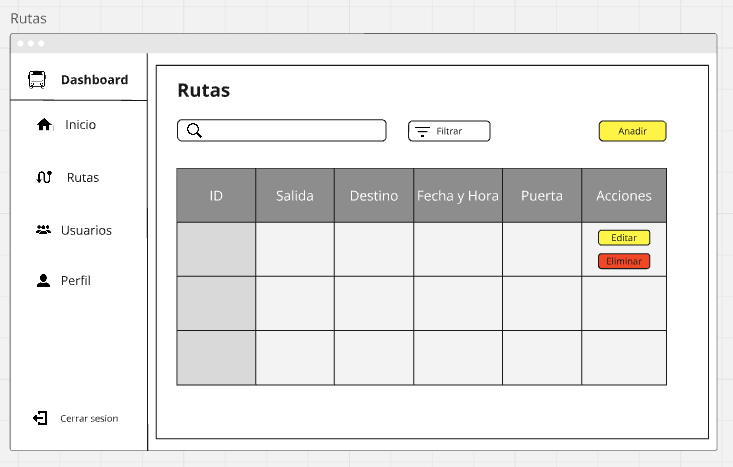 Rutas
Dashboard
Inicio
Rutas
Usuarios
Perfil
Cerrar sesion
Rutas
Filtrar
Anadir
ID Salida Destino Fecha y Hora Puerta Acciones
Editar
Eliminar